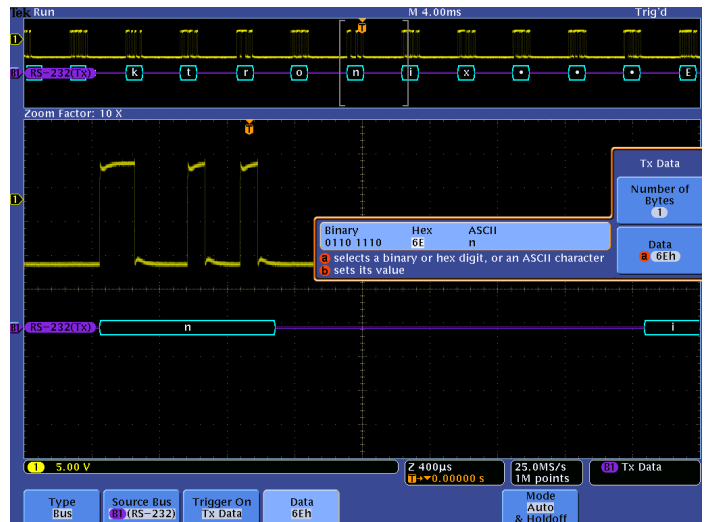 Tek Run M 4.00ms Trig'd
1
B1 RS-232(Tx) k t r o n i x • • • E
Zoom Factor: 10 X
Tx Data
Number of
Bytes
1
1
Binary Hex ASCII
0110 1110 6E n
a selects a binary or hex digit, or an ASCII character
b sets its value
Data
a 6Eh
B1 RS-232(Tx) n i
1 5.00 V
Z 400µs
T→▼0.00000 s
25.0MS/s
1M points
B1 Tx Data
Type
Bus
Source Bus
B1 (RS-232)
Trigger On
Tx Data
Data
6Eh
Mode
Auto
& Holdoff